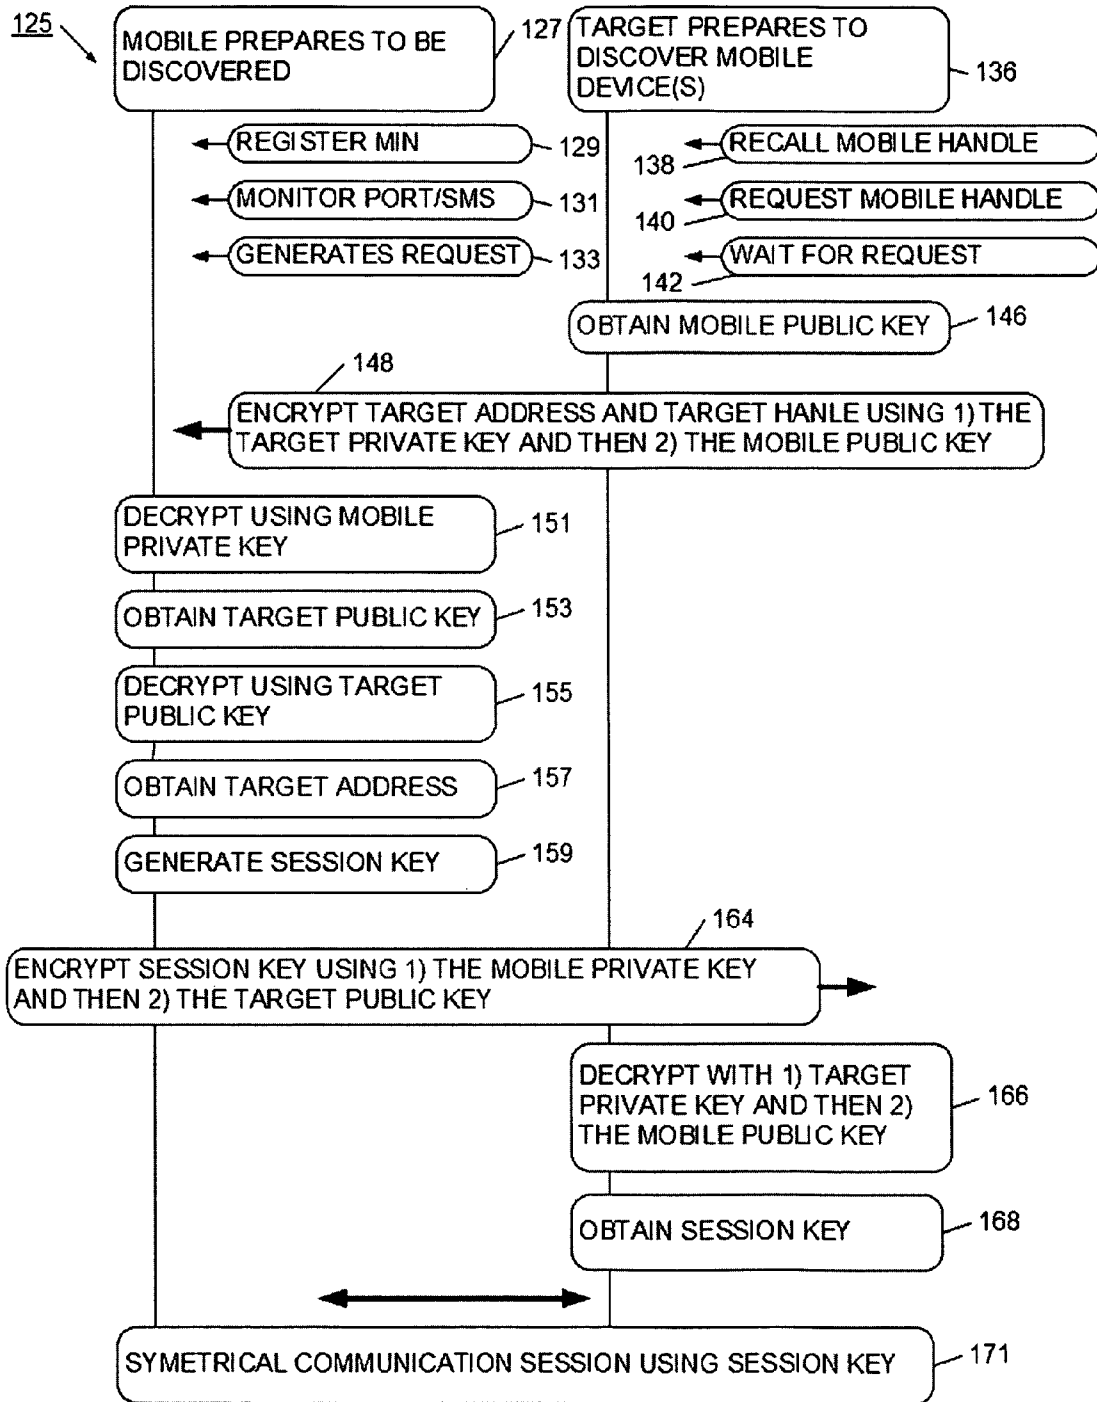 125
MOBILE PREPARES TO BE
DISCOVERED
127
TARGET PREPARES TO
DISCOVER MOBILE
DEVICE(S)
136
REGISTER MIN
129
RECALL MOBILE HANDLE
138
MONITOR PORT/SMS
131
REQUEST MOBILE HANDLE
140
GENERATES REQUEST
133
WAIT FOR REQUEST
142
OBTAIN MOBILE PUBLIC KEY
146
148
ENCRYPT TARGET ADDRESS AND TARGET HANLE USING 1) THE
TARGET PRIVATE KEY AND THEN 2) THE MOBILE PUBLIC KEY
DECRYPT USING MOBILE
PRIVATE KEY
151
OBTAIN TARGET PUBLIC KEY
153
DECRYPT USING TARGET
PUBLIC KEY
155
OBTAIN TARGET ADDRESS
157
GENERATE SESSION KEY
159
164
ENCRYPT SESSION KEY USING 1) THE MOBILE PRIVATE KEY
AND THEN 2) THE TARGET PUBLIC KEY
DECRYPT WITH 1) TARGET
PRIVATE KEY AND THEN 2)
THE MOBILE PUBLIC KEY
166
OBTAIN SESSION KEY
168
SYMETRICAL COMMUNICATION SESSION USING SESSION KEY
171